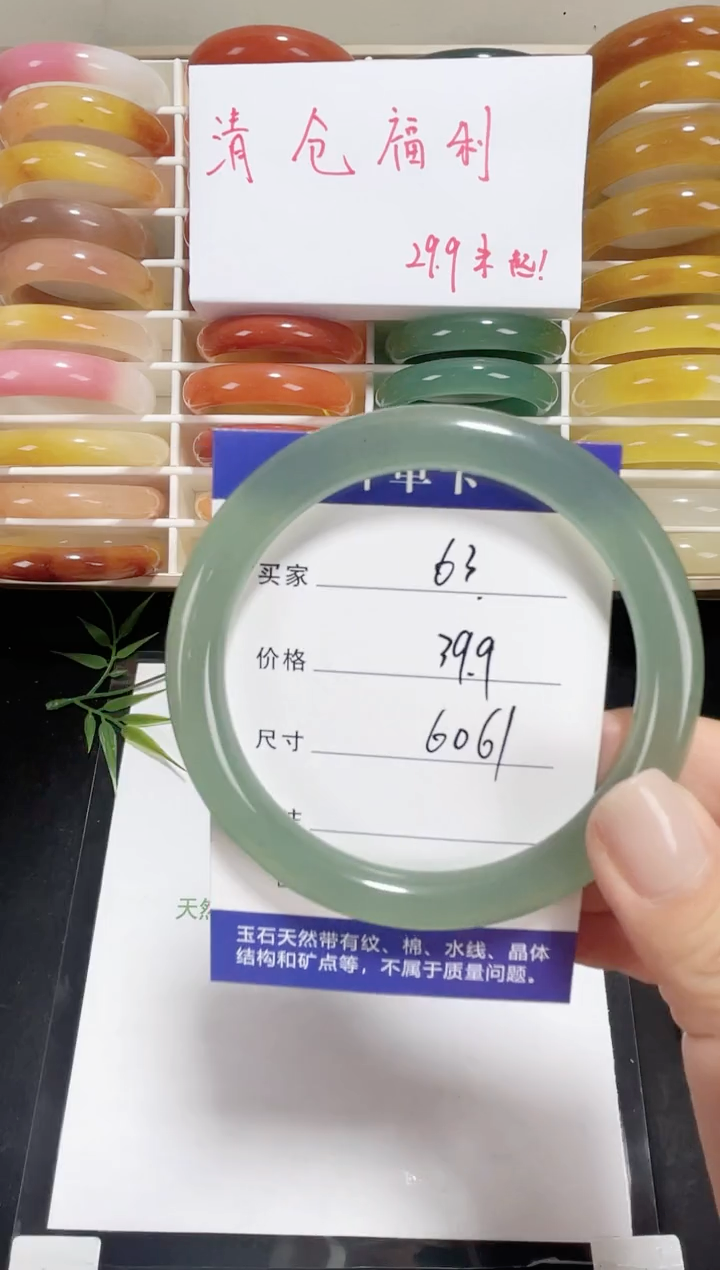 清仓福利
29.9来起!
单卡
买家 63.
价格 39.9
尺寸 6061
天然
玉石天然带有纹、棉、水线、晶体
结构和矿点等，不属于质量问题。